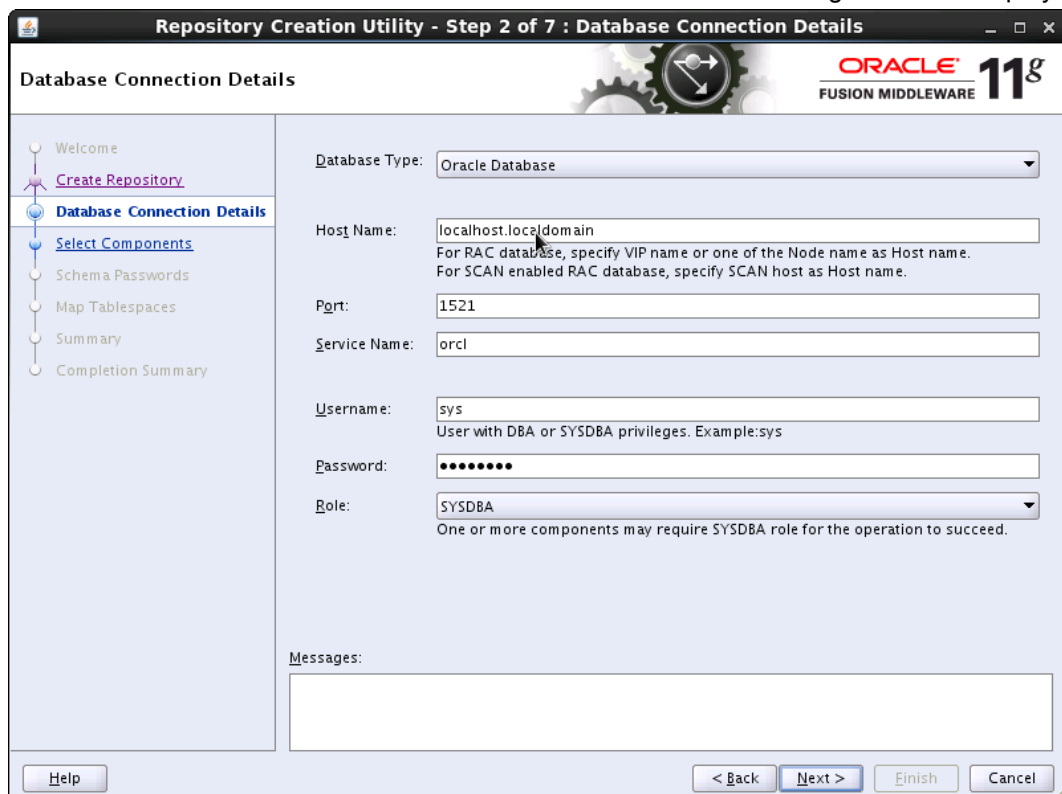 Repository Creation Utility - Step 2 of 7 : Database Connection Details
Database Connection Details
ORACLE
FUSION MIDDLEWARE
11g
Welcome
Create Repository
Database Connection Details
Select Components
Schema Passwords
Map Tablespaces
Summary
Completion Summary
Database Type: Oracle Database
Host Name: localhost.localdomain
For RAC database, specify VIP name or one of the Node name as Host name.
For SCAN enabled RAC database, specify SCAN host as Host name.
Port: 1521
Service Name: orcl
Username: sys
User with DBA or SYSDBA privileges. Example:sys
Password: ●●●●●●●●
Role: SYSDBA
One or more components may require SYSDBA role for the operation to succeed.
Messages:
Help < Back Next > Finish Cancel